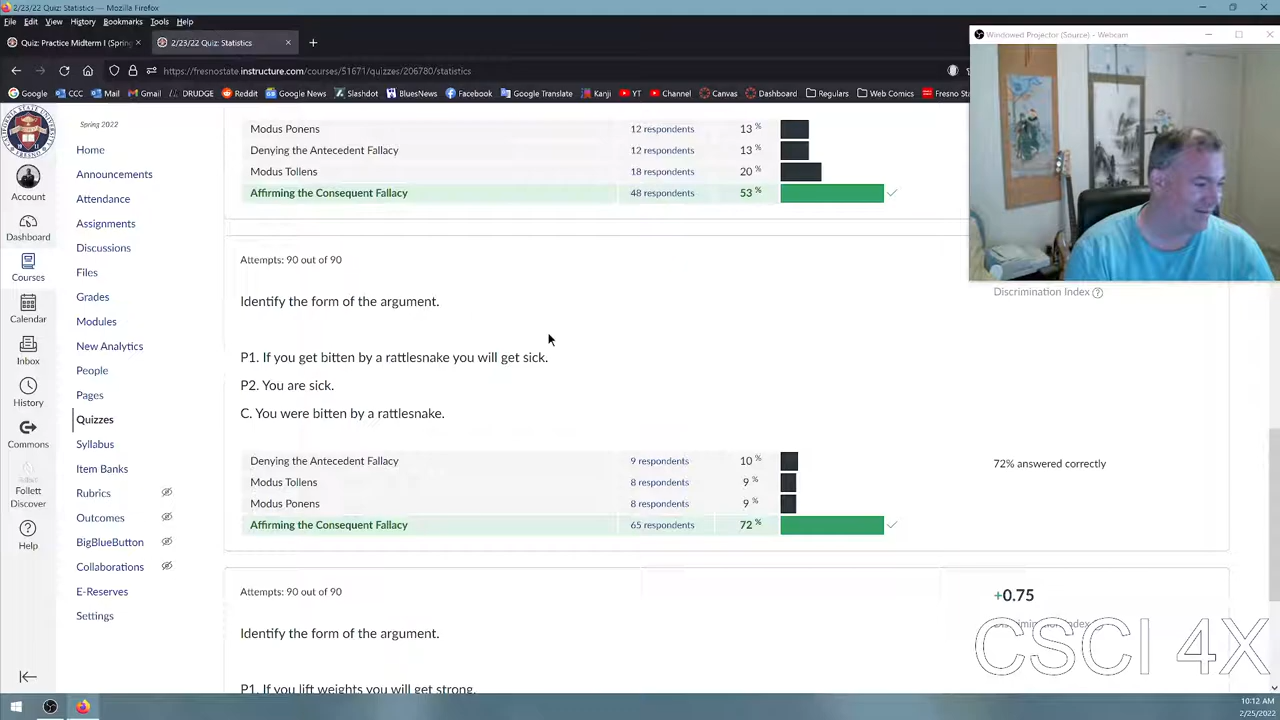 2/23/22 Quiz: Statistics — Mozilla Firefox
File Edit View History Bookmarks Tools Help
Quiz: Practice Midterm I (Spring
2/23/22 Quiz: Statistics
Windowed Projector (Source) - Webcam
https://fresnostate.instructure.com/courses/51671/quizzes/206780/statistics
Google CCC Mail Gmail DRUDGE Reddit Google News Slashdot BluesNews Facebook Google Translate Kanji YT Channel Canvas Dashboard Regulars Web Comics Fresno
Account
Dashboard
Courses
Calendar
Inbox
History
Commons
Follett Discover
Help
Spring 2022
Home
Announcements
Attendance
Assignments
Discussions
Files
Grades
Modules
New Analytics
People
Pages
Quizzes
Syllabus
Item Banks
Rubrics
Outcomes
BigBlueButton
Collaborations
E-Reserves
Settings
Modus Ponens 12 respondents 13 %
Denying the Antecedent Fallacy 12 respondents 13 %
Modus Tollens 18 respondents 20 %
Affirming the Consequent Fallacy 48 respondents 53 %
Attempts: 90 out of 90
Discrimination Index
Identify the form of the argument.
P1. If you get bitten by a rattlesnake you will get sick.
P2. You are sick.
C. You were bitten by a rattlesnake.
Denying the Antecedent Fallacy 9 respondents 10 %
Modus Tollens 8 respondents 9 %
Modus Ponens 8 respondents 9 %
Affirming the Consequent Fallacy 65 respondents 72 %
72% answered correctly
Attempts: 90 out of 90
+0.75
Discrimination Index
Identify the form of the argument.
P1. If you lift weights you will get strong.
CSCI 4X
10:12 AM
2/25/2022